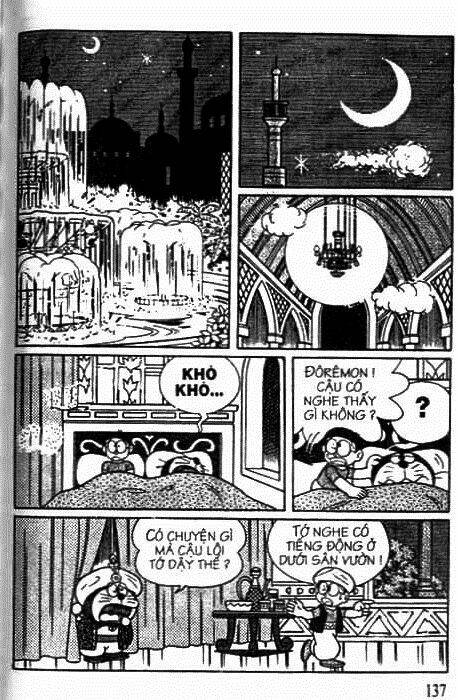 KHÒ
KHÒ...
ĐÔRÊMON !
CẬU CÓ
NGHE THẤY
GÌ KHÔNG ?
?
CÓ CHUYỆN GÌ
MÀ CẬU LÔI
TỚ DẬY THẾ ?
TỚ NGHE CÓ
TIẾNG ĐỘNG Ở
DƯỚI SÂN VƯỜN !
137